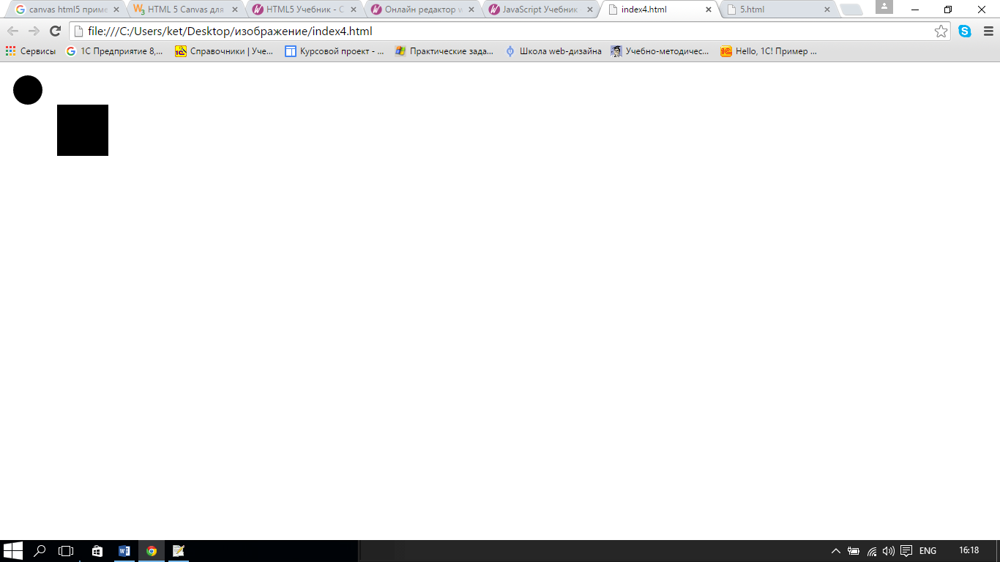 canvas html5 приме HTML 5 Canvas для HTML5 Учебник - С Онлайн редактор w JavaScript Учебник index4.html 5.html
file:///C:/Users/ket/Desktop/изображение/index4.html
Сервисы 1С Предприятие 8,... Справочники | Уче... Курсовой проект - ... Практические зада... Школа web-дизайна Учебно-методичес... Hello, 1С! Пример ...
ENG 16:18